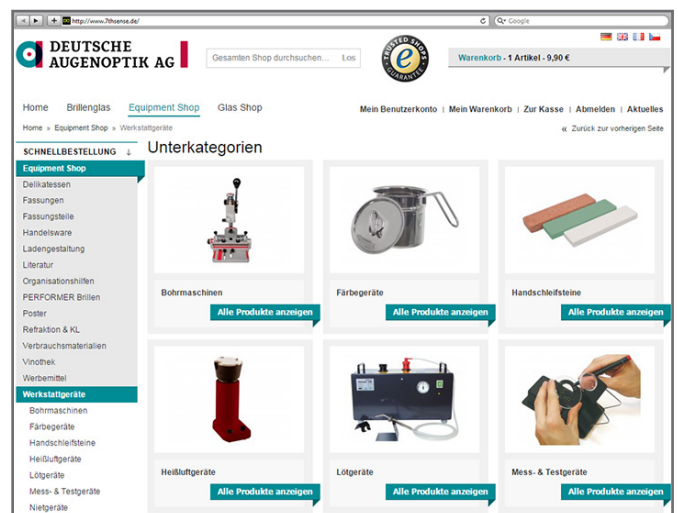 http://www.7thsense.de/
Google
DEUTSCHE
AUGENOPTIK AG
Gesamten Shop durchsuchen... Los
TRUSTED SHOPS
GUARANTEE
Warenkorb - 1 Artikel - 9,90 €
Home Brillenglas Equipment Shop Glas Shop
Mein Benutzerkonto | Mein Warenkorb | Zur Kasse | Abmelden | Aktuelles
Home » Equipment Shop » Werkstattgeräte
« Zurück zur vorherigen Seite
SCHNELLBESTELLUNG ↓
Equipment Shop
Delikatessen
Fassungen
Fassungsteile
Handelsware
Ladengestaltung
Literatur
Organisationshilfen
PERFORMER Brillen
Poster
Refraktion & KL
Verbrauchsmaterialien
Vinothek
Werbemittel
Werkstattgeräte
Bohrmaschinen
Färbegeräte
Handschleifsteine
Heißluftgeräte
Lötgeräte
Mess- & Testgeräte
Nietgeräte
Unterkategorien
Bohrmaschinen
Alle Produkte anzeigen
Färbegeräte
Alle Produkte anzeigen
Handschleifsteine
Alle Produkte anzeigen
Heißluftgeräte
Alle Produkte anzeigen
Lötgeräte
Alle Produkte anzeigen
Mess- & Testgeräte
Alle Produkte anzeigen